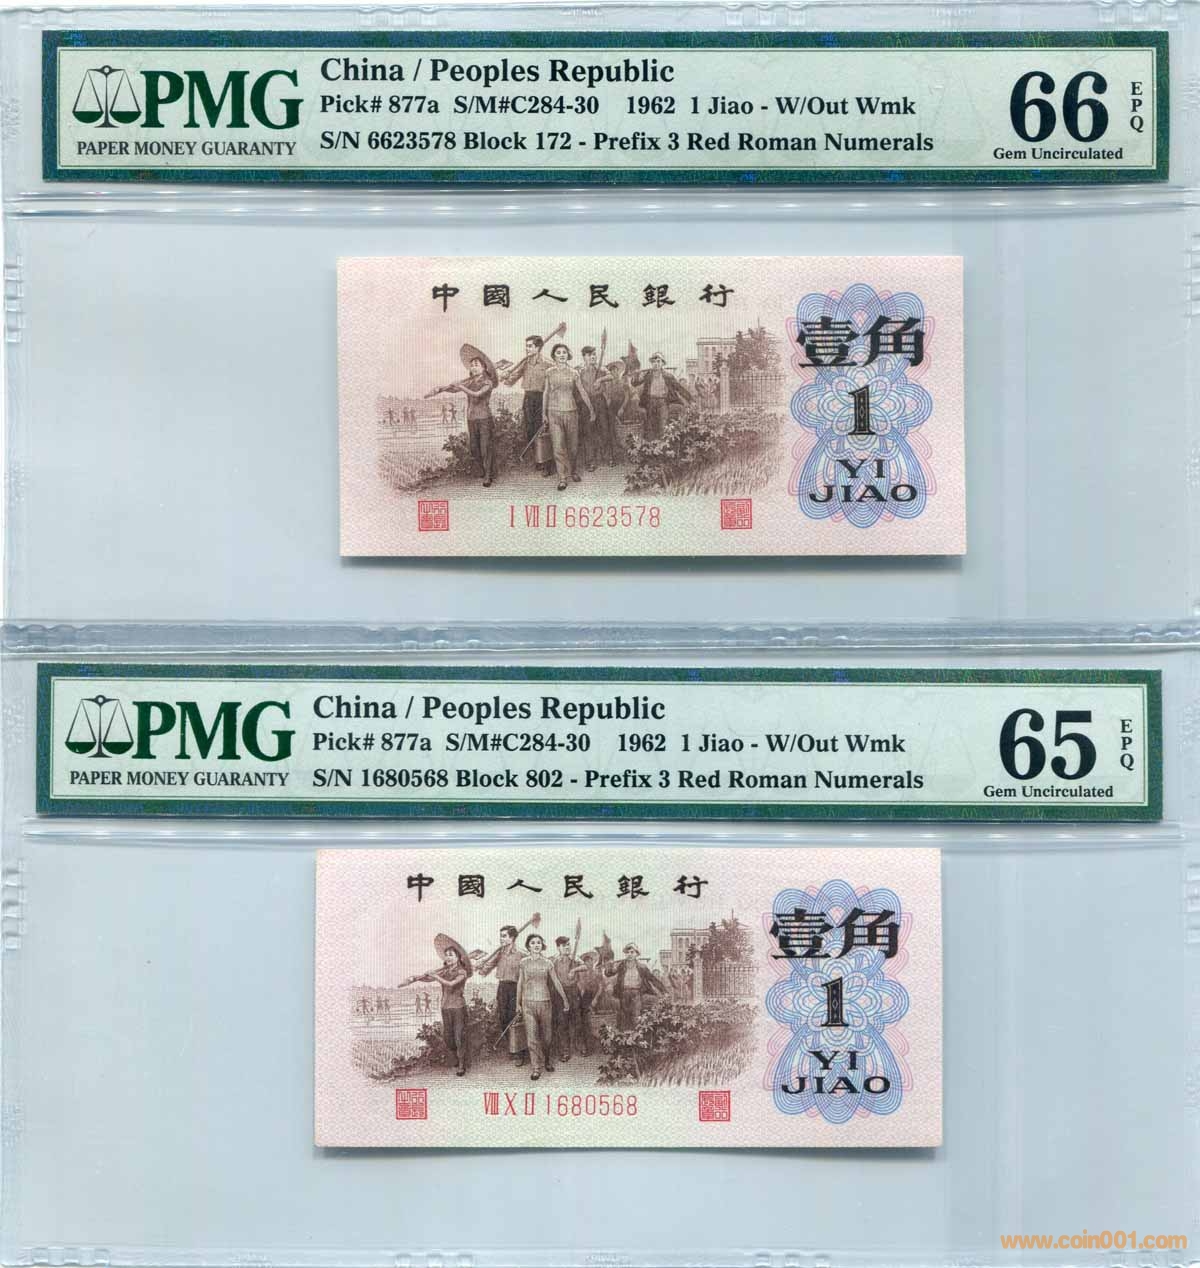 PMG
PAPER MONEY GUARANTY
China / Peoples Republic
Pick# 877a S/M#C284-30 1962 1 Jiao - W/Out Wmk
S/N 6623578 Block 172 - Prefix 3 Red Roman Numerals
66
EPQ
Gem Uncirculated
中國人民銀行
壹角
1
YI
JIAO
I VII II 6623578
PMG
PAPER MONEY GUARANTY
China / Peoples Republic
Pick# 877a S/M#C284-30 1962 1 Jiao - W/Out Wmk
S/N 1680568 Block 802 - Prefix 3 Red Roman Numerals
65
EPQ
Gem Uncirculated
中國人民銀行
壹角
1
YI
JIAO
VIII X II 1680568
www.coin001.com